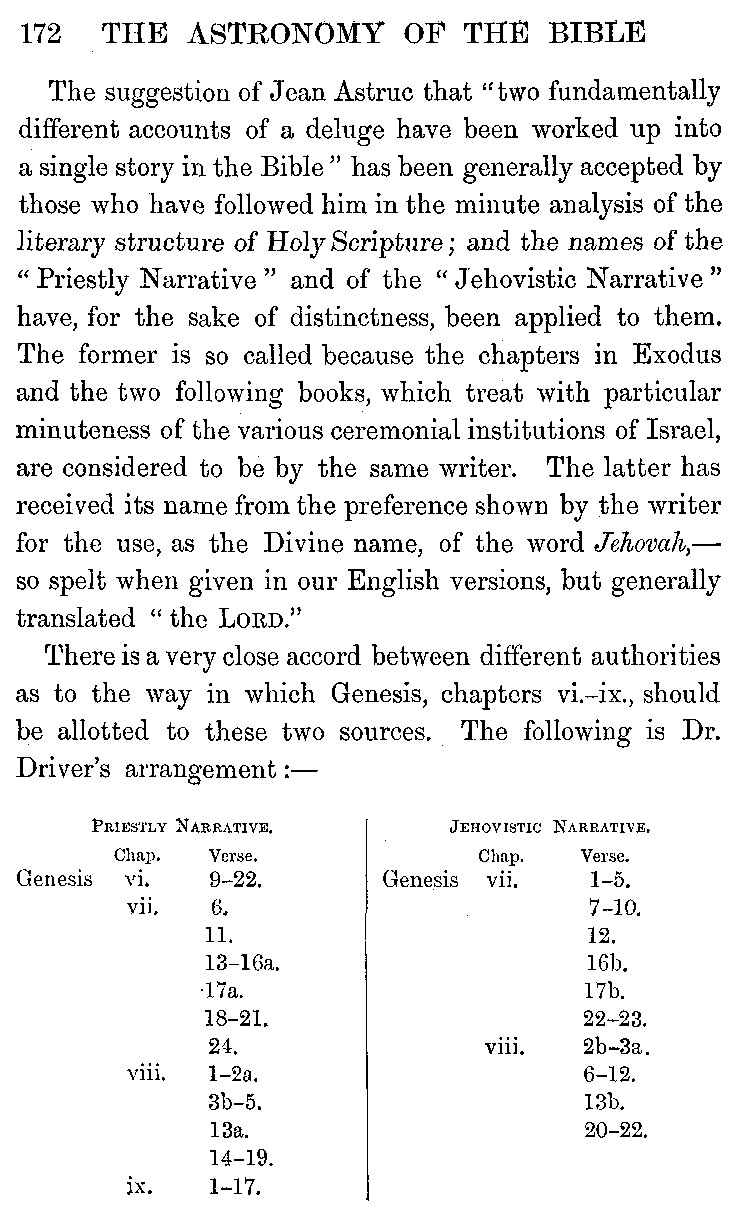 172 THE ASTRONOMY OF THE BIBLE
The suggestion of Jean Astruc that “two fundamentally
different accounts of a deluge have been worked up into
a single story in the Bible” has been generally accepted by
those who have followed him in the minute analysis of the
literary structure of Holy Scripture; and the names of the
“Priestly Narrative” and of the “Jehovistic Narrative”
have, for the sake of distinctness, been applied to them.
The former is so called because the chapters in Exodus
and the two following books, which treat with particular
minuteness of the various ceremonial institutions of Israel,
are considered to be by the same writer. The latter has
received its name from the preference shown by the writer
for the use, as the Divine name, of the word Jehovah,—
so spelt when given in our English versions, but generally
translated “the LORD.”
There is a very close accord between different authorities
as to the way in which Genesis, chapters vi.–ix., should
be allotted to these two sources. The following is Dr.
Driver’s arrangement:—
PRIESTLY NARRATIVE.
Chap. Verse.
Genesis vi. 9–22.
vii. 6.
11.
13–16a.
17a.
18–21.
24.
viii. 1–2a.
3b–5.
13a.
14–19.
ix. 1–17.
JEHOVISTIC NARRATIVE.
Chap. Verse.
Genesis vii. 1–5.
7–10.
12.
16b.
17b.
22–23.
viii. 2b–3a.
6–12.
13b.
20–22.